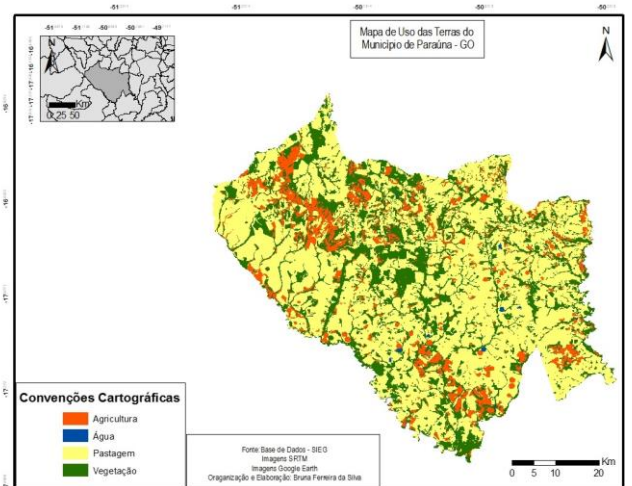 Mapa de Uso das Terras do
Município de Paraúna - GO
N
Km
0 25 50
Convenções Cartográficas
Agricultura
Água
Pastagem
Vegetação
Fonte:Base de Dados - SIEG
Imagens SRTM
Imagens Google Earth
Oraganização e Elaboração: Bruna Ferreira da Silva
Km
0 5 10 20